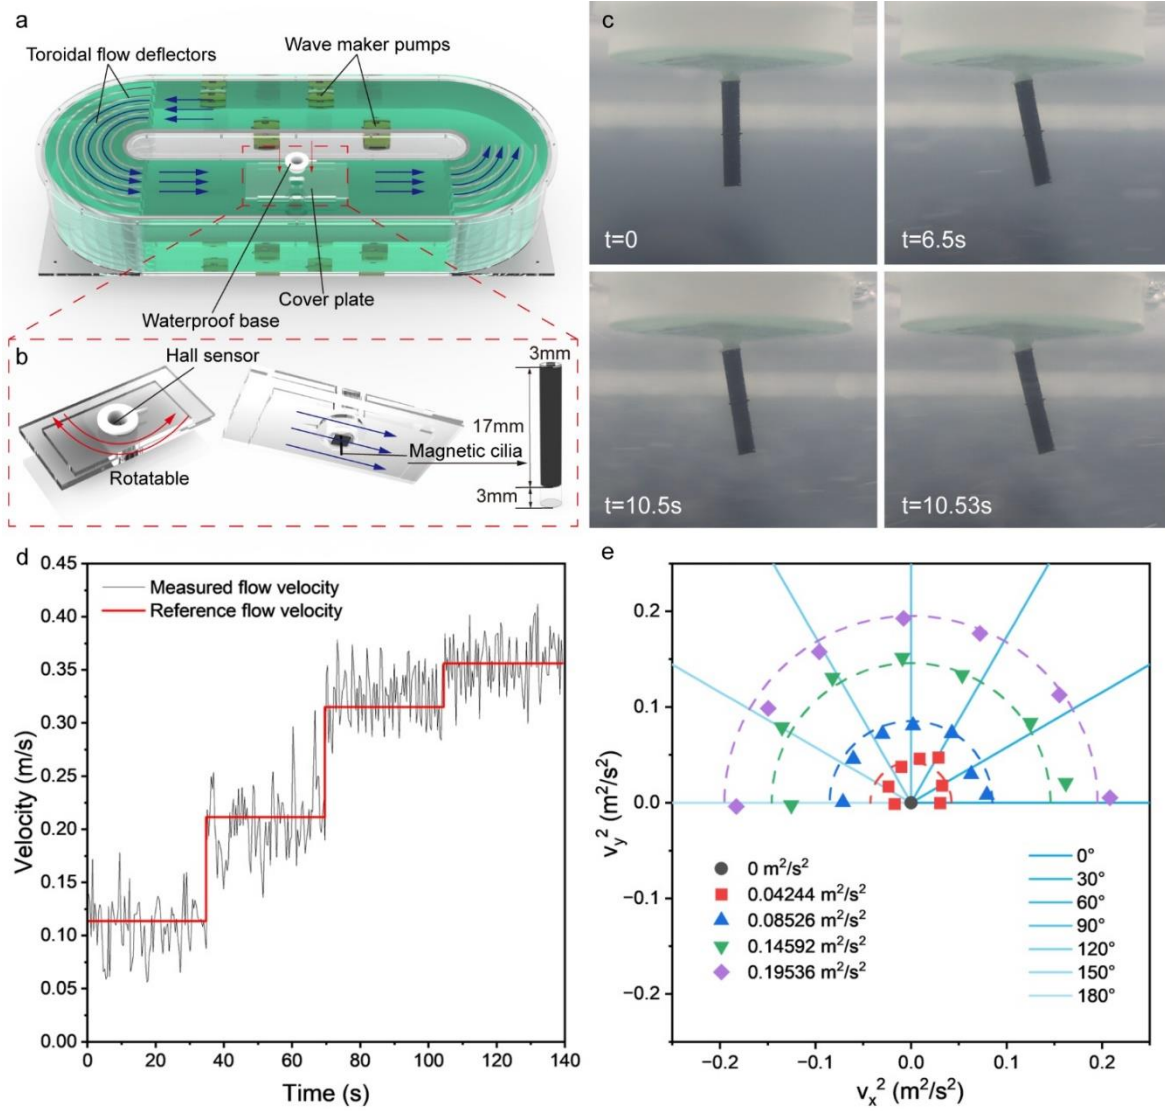 a
Toroidal flow deflectors
Wave maker pumps
Cover plate
Waterproof base
b
Hall sensor
Rotatable
Magnetic cilia
3mm
17mm
3mm
c
t=0
t=6.5s
t=10.5s
t=10.53s
d
0.45
0.40
0.35
0.30
0.25
0.20
0.15
0.10
0.05
0.00
Velocity (m/s)
Measured flow velocity
Reference flow velocity
0 20 40 60 80 100 120 140
Time (s)
e
0.2
0.1
0.0
−0.1
−0.2
v_y^2 (m^2/s^2)
0 m^2/s^2
0.04244 m^2/s^2
0.08526 m^2/s^2
0.14592 m^2/s^2
0.19536 m^2/s^2
0°
30°
60°
90°
120°
150°
180°
−0.2 −0.1 0.0 0.1 0.2
v_x^2 (m^2/s^2)